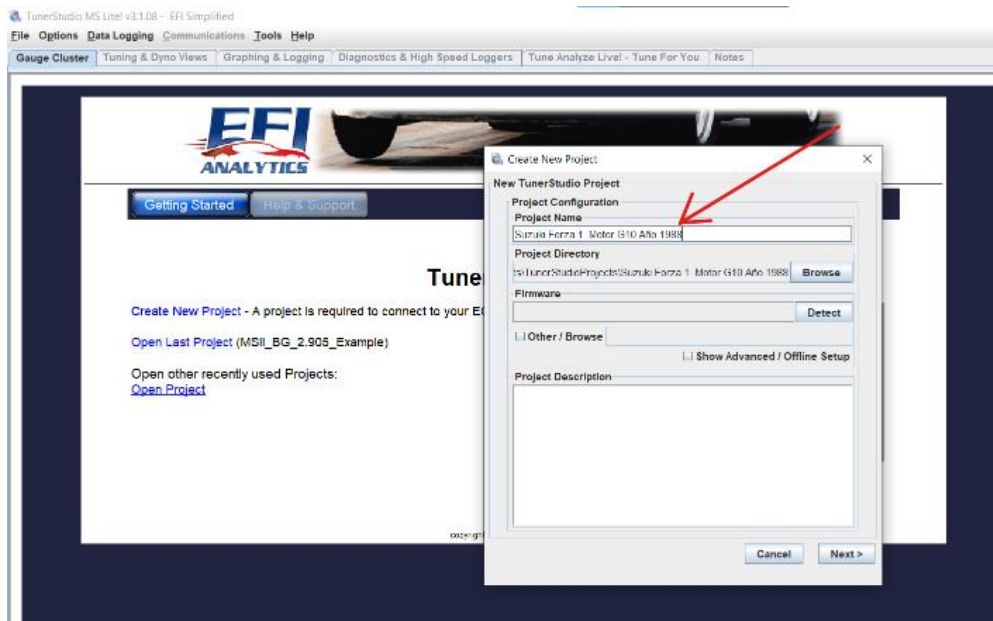 TunerStudio MS Lite! v3.1.08 - EFI Simplified
File Options Data Logging Communications Tools Help
Gauge Cluster Tuning & Dyno Views Graphing & Logging Diagnostics & High Speed Loggers Tune Analyze Live! - Tune For You Notes
EFI
ANALYTICS
Getting Started Help & Support
Tune
Create New Project - A project is required to connect to your E
Open Last Project (MSII_BG_2.905_Example)
Open other recently used Projects:
Open Project
copyright
Create New Project
New TunerStudio Project
Project Configuration
Project Name
Suzuki Forza 1 Motor G10 Año 1988
Project Directory
ts\TunerStudioProjects\Suzuki Forza 1 Motor G10 Año 1988 Browse
Firmware
Detect
Other / Browse
Show Advanced / Offline Setup
Project Description
Cancel Next >